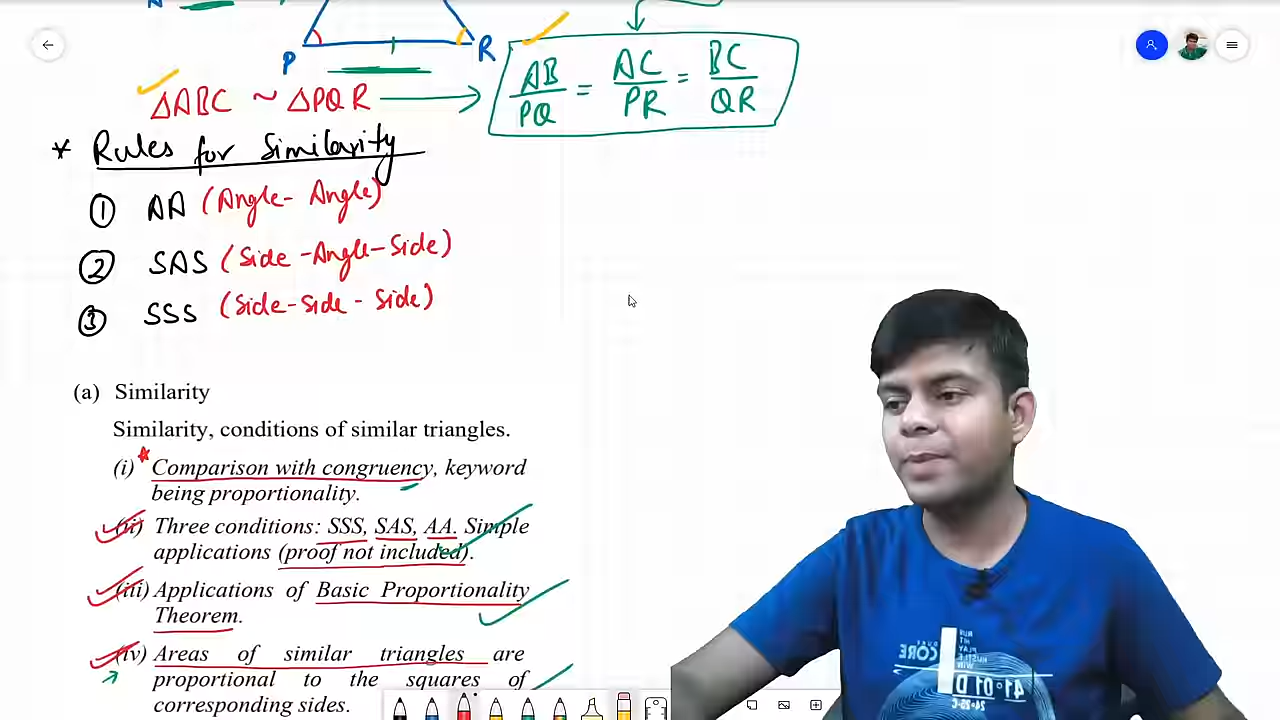 P
R
AB/PQ = AC/PR = BC/QR
△ABC ~ △PQR
* Rules for Similarity
① AA (Angle- Angle)
② SAS (Side -Angle-Side)
③ SSS (Side-Side - Side)
(a) Similarity
Similarity, conditions of similar triangles.
(i) Comparison with congruency, keyword
being proportionality.
(ii) Three conditions: SSS, SAS, AA. Simple
applications (proof not included).
(iii) Applications of Basic Proportionality
Theorem.
(iv) Areas of similar triangles are
proportional to the squares of
corresponding sides.